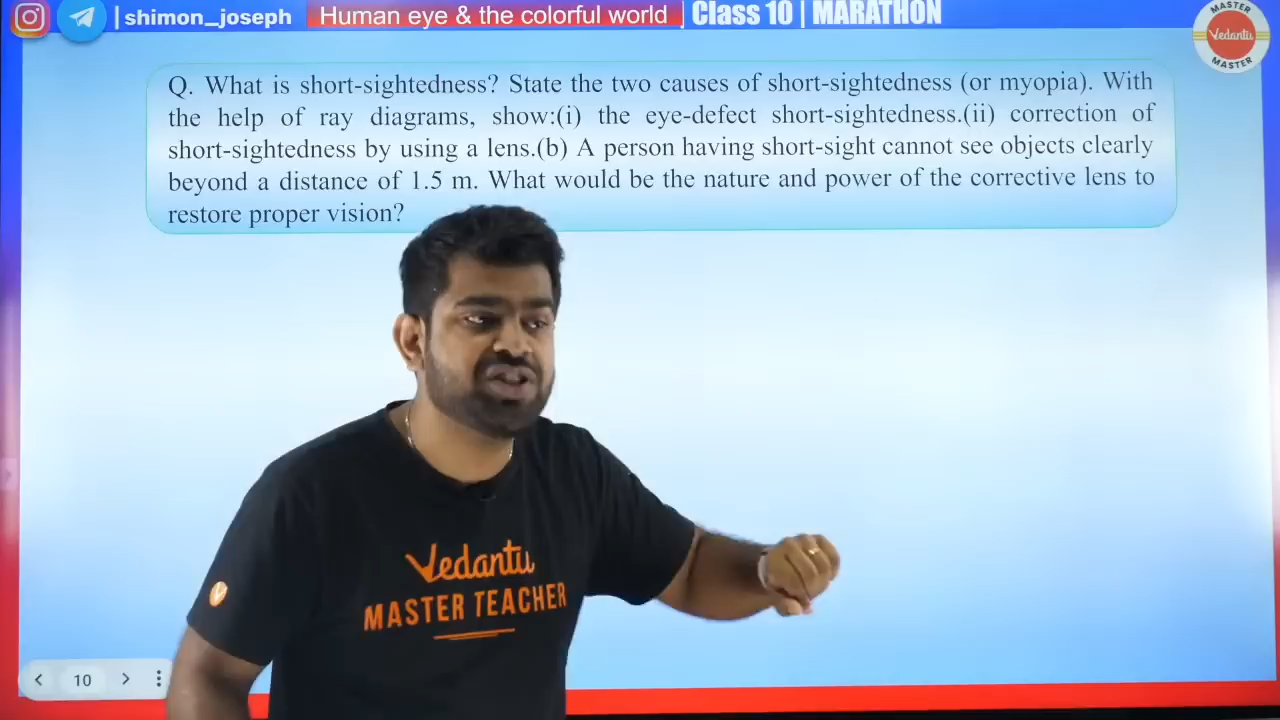 | shimon_joseph Human eye & the colorful world | Class 10 | MARATHON
MASTER
Vedantu
MASTER
Q. What is short-sightedness? State the two causes of short-sightedness (or myopia). With
the help of ray diagrams, show:(i) the eye-defect short-sightedness.(ii) correction of
short-sightedness by using a lens.(b) A person having short-sight cannot see objects clearly
beyond a distance of 1.5 m. What would be the nature and power of the corrective lens to
restore proper vision?
Vedantu
MASTER TEACHER
10